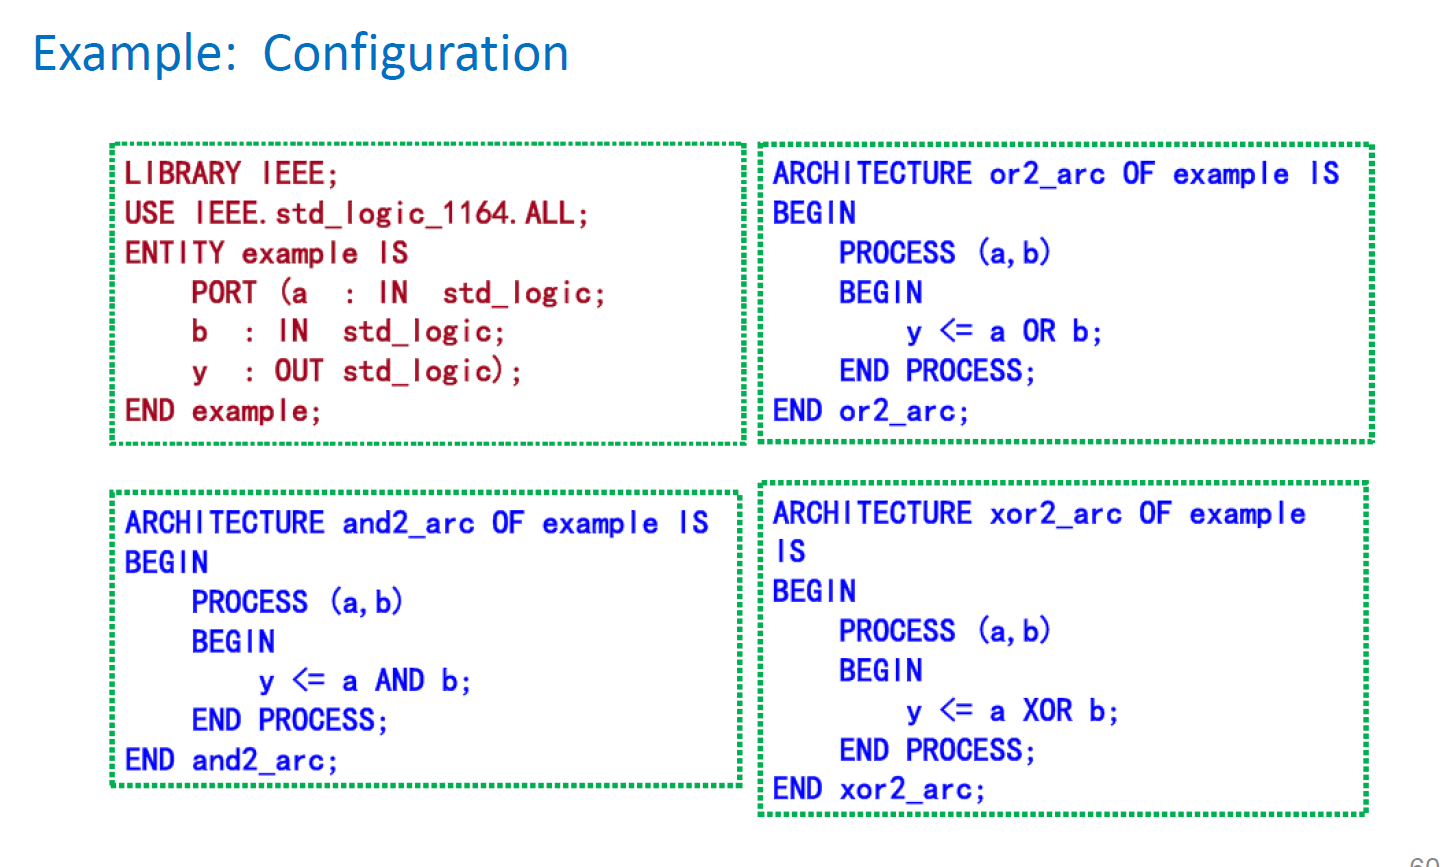 Example: Configuration
LIBRARY IEEE;
USE IEEE.std_logic_1164.ALL;
ENTITY example IS
PORT (a : IN std_logic;
b : IN std_logic;
y : OUT std_logic);
END example;
ARCHITECTURE or2_arc OF example IS
BEGIN
PROCESS (a,b)
BEGIN
y <= a OR b;
END PROCESS;
END or2_arc;
ARCHITECTURE and2_arc OF example IS
BEGIN
PROCESS (a,b)
BEGIN
y <= a AND b;
END PROCESS;
END and2_arc;
ARCHITECTURE xor2_arc OF example
IS
BEGIN
PROCESS (a,b)
BEGIN
y <= a XOR b;
END PROCESS;
END xor2_arc;